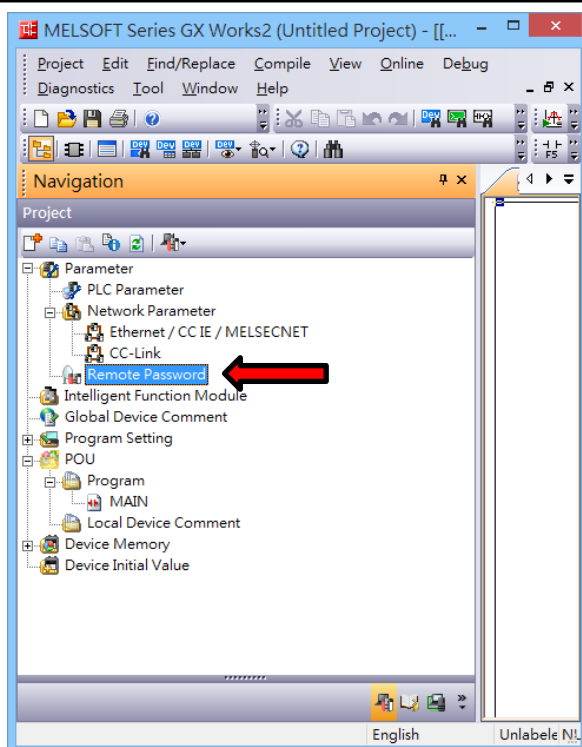 MELSOFT Series GX Works2 (Untitled Project) - [[...
Project Edit Find/Replace Compile View Online Debug
Diagnostics Tool Window Help
Navigation
Project
Parameter
PLC Parameter
Network Parameter
Ethernet / CC IE / MELSECNET
CC-Link
Remote Password
Intelligent Function Module
Global Device Comment
Program Setting
POU
Program
MAIN
Local Device Comment
Device Memory
Device Initial Value
English Unlabele